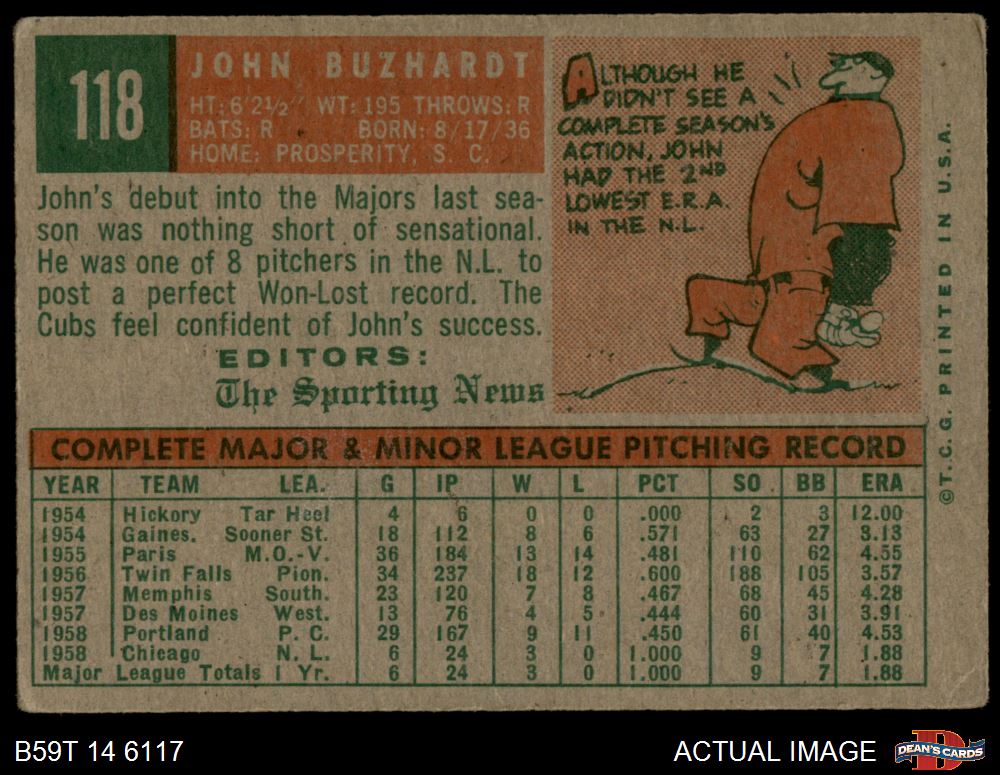 118
JOHN BUZHARDT
HT: 6'2½" WT: 195 THROWS: R
BATS: R BORN: 8/17/36
HOME: PROSPERITY, S. C.
John's debut into the Majors last sea-
son was nothing short of sensational.
He was one of 8 pitchers in the N.L. to
post a perfect Won-Lost record. The
Cubs feel confident of John's success.
EDITORS:
The Sporting News
ALTHOUGH HE
DIDN'T SEE A
COMPLETE SEASON'S
ACTION, JOHN
HAD THE 2ND
LOWEST E.R.A.
IN THE N.L.
©T.C.G. PRINTED IN U.S.A.
COMPLETE MAJOR & MINOR LEAGUE PITCHING RECORD
YEAR TEAM LEA. G IP W L PCT SO BB ERA
1954 Hickory Tar Heel 4 6 0 0 .000 2 3 12.00
1954 Gaines. Sooner St. 18 112 8 6 .571 63 27 3.13
1955 Paris M.O.-V. 36 184 13 14 .481 110 62 4.55
1956 Twin Falls Pion. 34 237 18 12 .600 188 105 3.57
1957 Memphis South. 23 120 7 8 .467 68 45 4.28
1957 Des Moines West. 13 76 4 5 .444 60 31 3.91
1958 Portland P. C. 29 167 9 11 .450 61 40 4.53
1958 Chicago N. L. 6 24 3 0 1.000 9 7 1.88
Major League Totals 1 Yr. 6 24 3 0 1.000 9 7 1.88
B59T 14 6117
ACTUAL IMAGE
DEAN'S CARDS